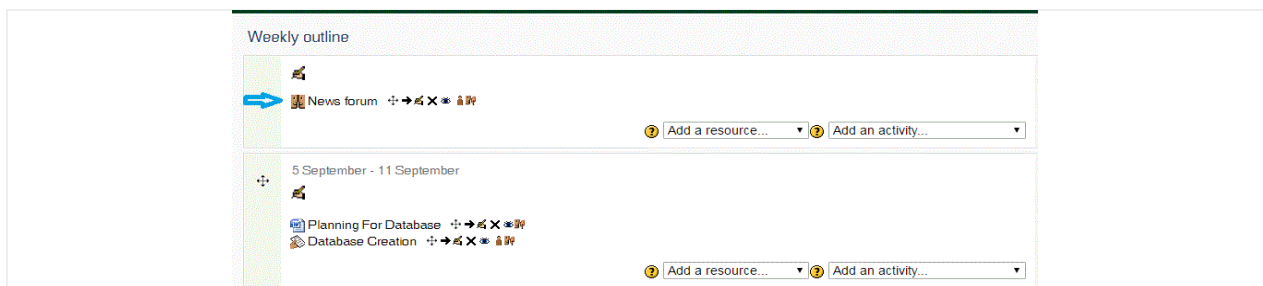 Weekly outline
News forum
? Add a resource... ? Add an activity...
5 September - 11 September
Planning For Database
Database Creation
? Add a resource... ? Add an activity...